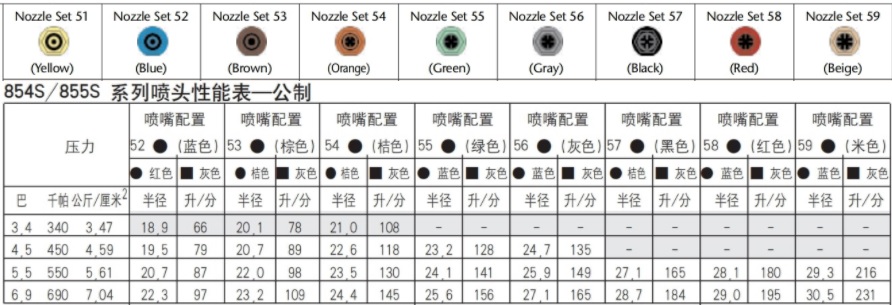 Nozzle Set 51 Nozzle Set 52 Nozzle Set 53 Nozzle Set 54 Nozzle Set 55 Nozzle Set 56 Nozzle Set 57 Nozzle Set 58 Nozzle Set 59
(Yellow) (Blue) (Brown) (Orange) (Green) (Gray) (Black) (Red) (Beige)
854S/855S 系列喷头性能表—公制
压力 喷嘴配置 喷嘴配置 喷嘴配置 喷嘴配置 喷嘴配置 喷嘴配置 喷嘴配置 喷嘴配置
52 ● (蓝色) 53 ● (棕色) 54 ● (桔色) 55 ● (绿色) 56 ● (灰色) 57 ● (黑色) 58 ● (红色) 59 ● (米色)
● 红色 ■ 灰色 ● 桔色 ■ 灰色 ● 桔色 ■ 灰色 ● 蓝色 ■ 灰色 ● 蓝色 ■ 灰色 ● 桔色 ■ 灰色 ● 蓝色 ■ 灰色 ● 蓝色 ■ 灰色
巴 千帕 公斤/厘米2 半径 升/分 半径 升/分 半径 升/分 半径 升/分 半径 升/分 半径 升/分 半径 升/分 半径 升/分
3,4 340 3,47 18,9 66 20,1 78 21,0 108 – – – – – – – – – –
4,5 450 4,59 19,5 79 20,7 89 22,6 118 23,2 128 24,7 135 – – – – – –
5,5 550 5,61 20,7 87 22,0 98 23,5 130 24,1 141 25,9 149 27,1 165 28,1 180 29,3 216
6,9 690 7,04 22,3 97 23,2 109 24,4 145 25,6 156 27,1 165 28,7 184 29,0 195 30,5 231